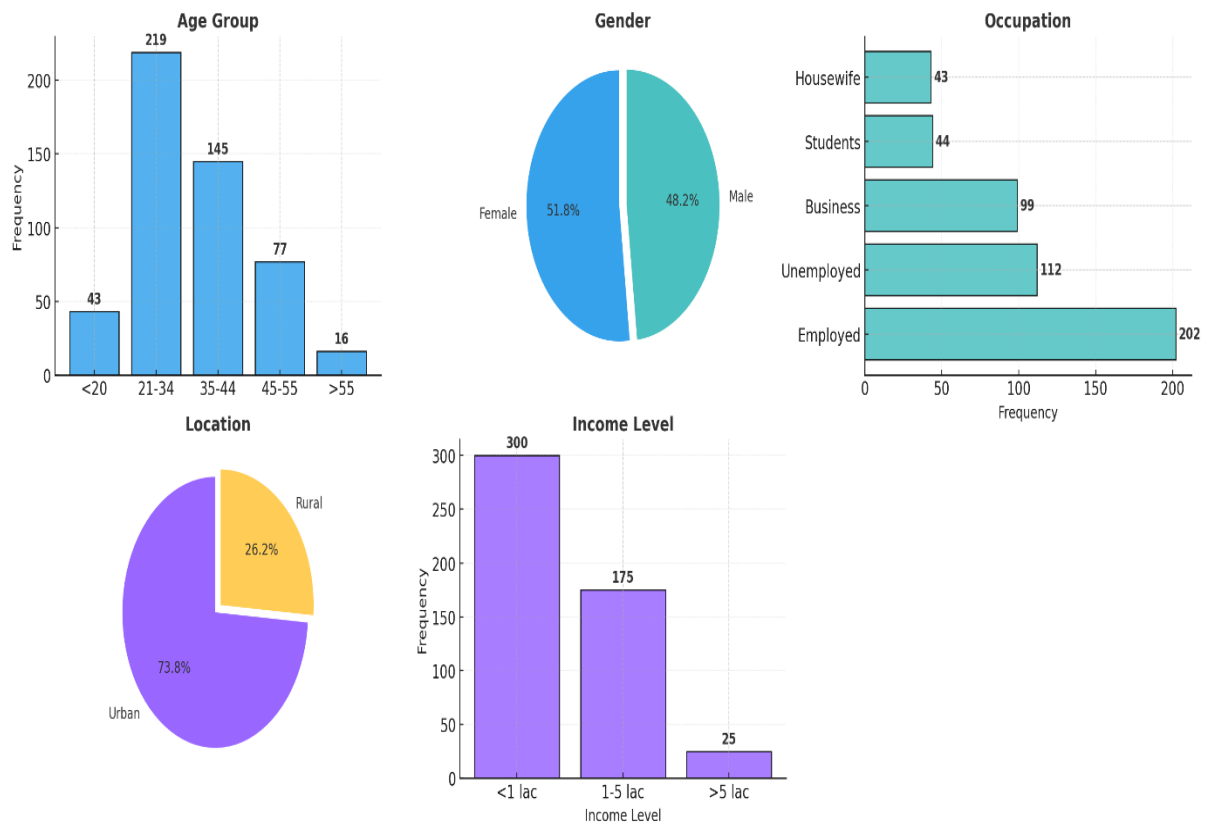 Age Group
Frequency
200
150
100
50
0
43
219
145
77
16
<20
21-34
35-44
45-55
>55
Gender
Female
51.8%
48.2%
Male
Occupation
Housewife
43
Students
44
Business
99
Unemployed
112
Employed
202
0
50
100
150
200
Frequency
Location
Rural
26.2%
73.8%
Urban
Income Level
Frequency
300
250
200
150
100
50
0
300
175
25
<1 lac
1-5 lac
>5 lac
Income Level